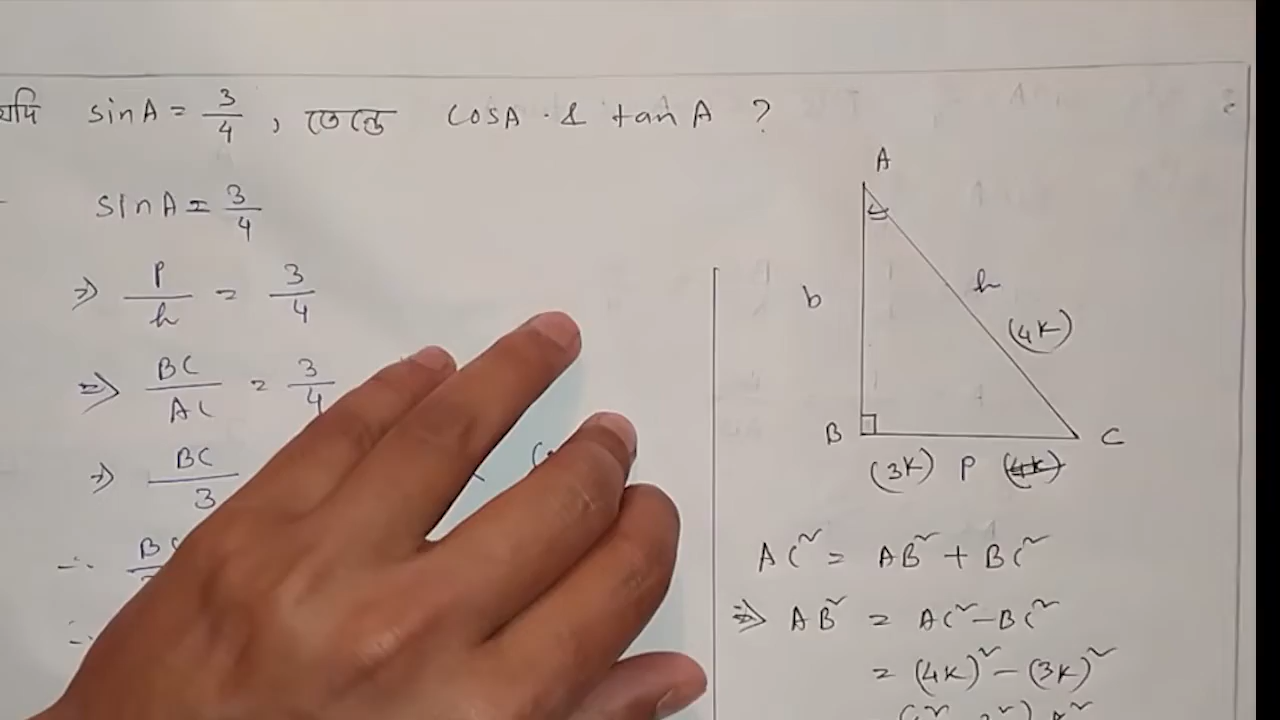 যদি sinA = 3/4, তেন্তে cosA & tanA ?
sinA = 3/4
⇒ P/h = 3/4
⇒ BC/AC = 3/4
⇒ BC/3
∴
∴
A
b
h
(4K)
B
C
(3K) P (4K)
AC² = AB² + BC²
⇒ AB² = AC² - BC²
= (4K)² - (3K)²